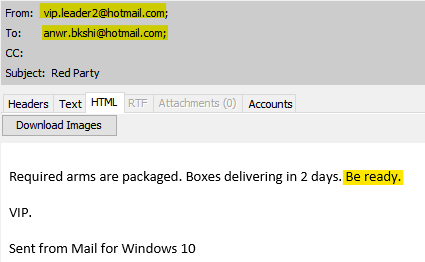 From: vip.leader2@hotmail.com;
To: anwr.bkshi@hotmail.com;
CC:
Subject: Red Party
Headers Text HTML RTF Attachments (0) Accounts
Download Images
Required arms are packaged. Boxes delivering in 2 days. Be ready.
VIP.
Sent from Mail for Windows 10